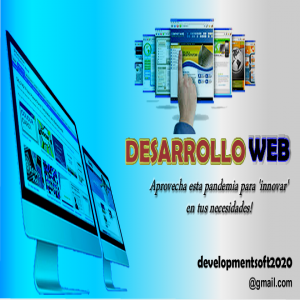 DESARROLLO WEB
Aprovecha esta pandemia para 'innovar'
en tus necesidades!
developmentsoft2020
@gmail.com